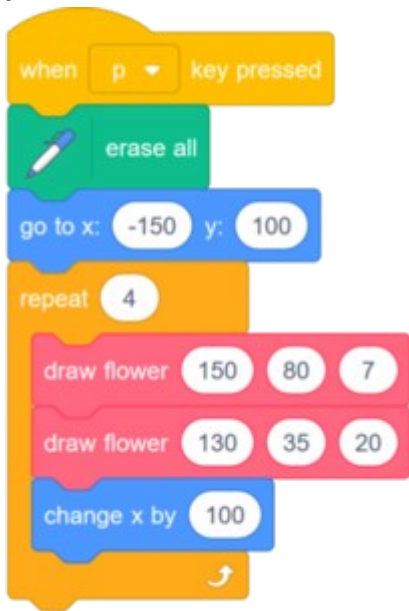 when p key pressed
erase all
go to x: -150 y: 100
repeat 4
draw flower 150 80 7
draw flower 130 35 20
change x by 100